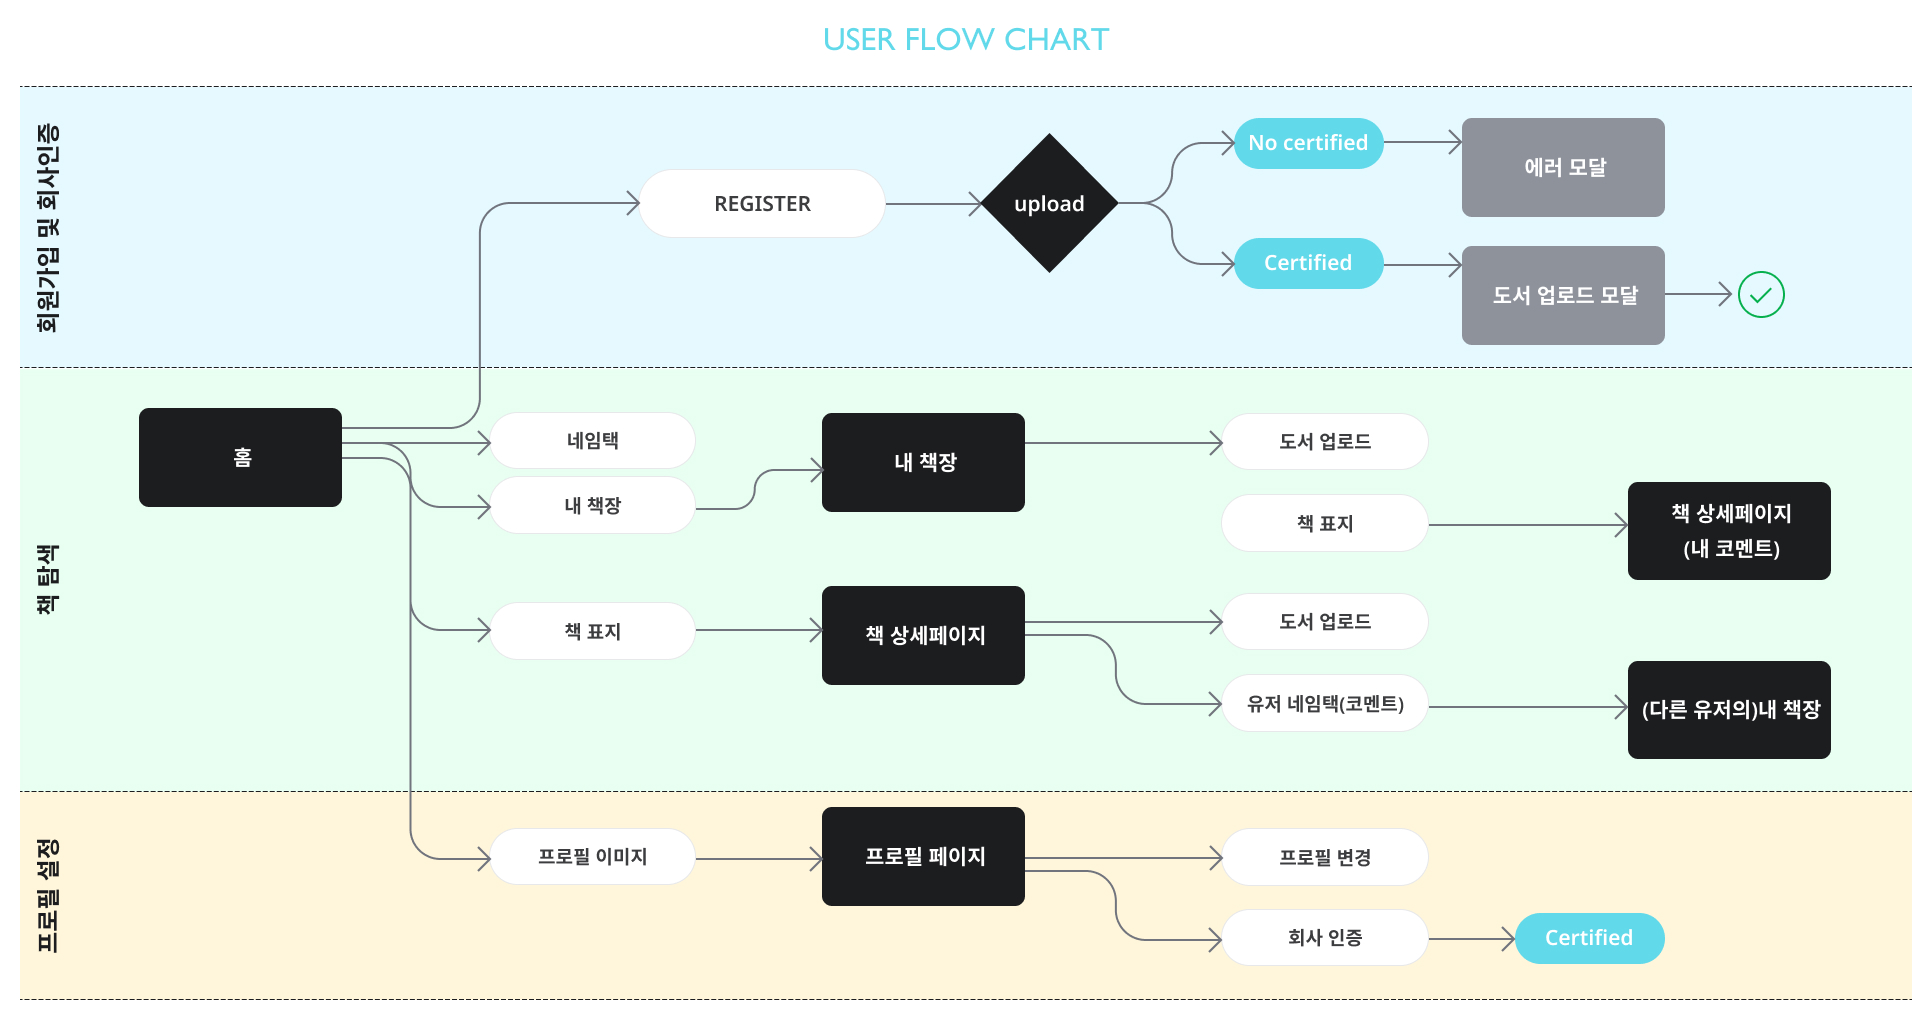 USER FLOW CHART
회원가입 및 회사인증
REGISTER
upload
No certified
에러 모달
Certified
도서 업로드 모달
책 탐색
홈
네임택
내 책장
내 책장
도서 업로드
책 표지
책 상세페이지
(내 코멘트)
책 표지
책 상세페이지
도서 업로드
유저 네임택(코멘트)
(다른 유저의)내 책장
프로필 설정
프로필 이미지
프로필 페이지
프로필 변경
회사 인증
Certified